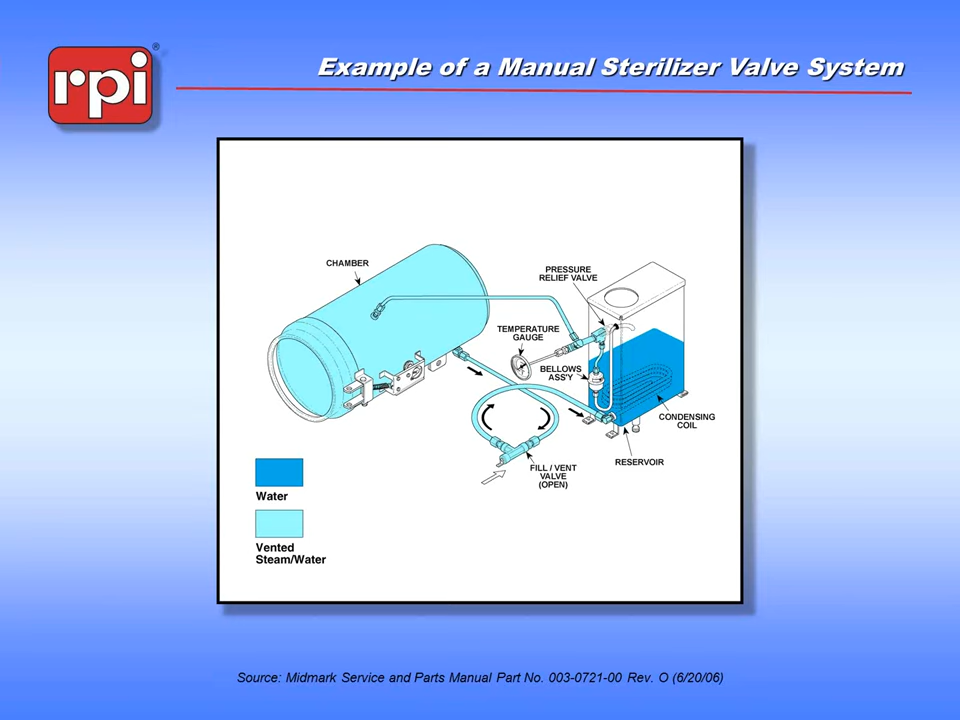 rpi®
Example of a Manual Sterilizer Valve System
CHAMBER
PRESSURE
RELIEF VALVE
TEMPERATURE
GAUGE
BELLOWS
ASS'Y
CONDENSING
COIL
RESERVOIR
FILL / VENT
VALVE
(OPEN)
Water
Vented
Steam/Water
Source: Midmark Service and Parts Manual Part No. 003-0721-00 Rev. O (6/20/06)